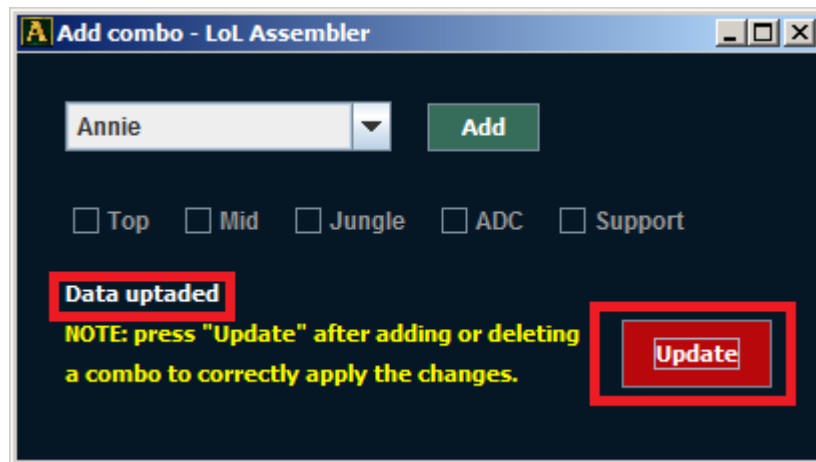 Add combo - LoL Assembler
Annie
Add
Top Mid Jungle ADC Support
Data uptaded
NOTE: press "Update" after adding or deleting
a combo to correctly apply the changes.
Update